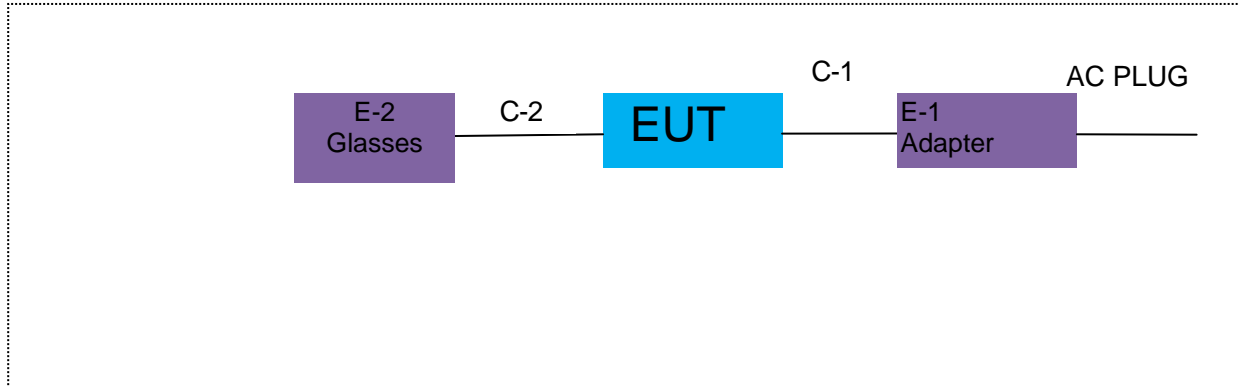 E-2
Glasses
C-2
EUT
C-1
E-1
Adapter
AC PLUG